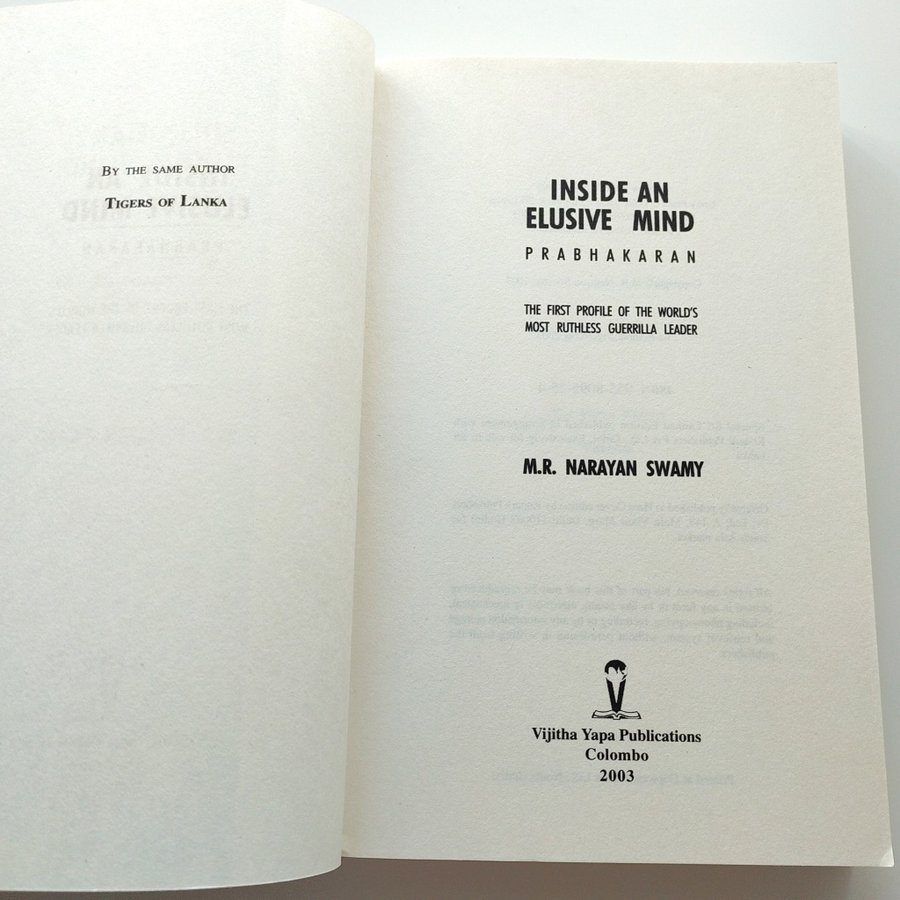 BY THE SAME AUTHOR
TIGERS OF LANKA
INSIDE AN
ELUSIVE MIND
PRABHAKARAN
THE FIRST PROFILE OF THE WORLD'S
MOST RUTHLESS GUERRILLA LEADER
M.R. NARAYAN SWAMY
Vijitha Yapa Publications
Colombo
2003